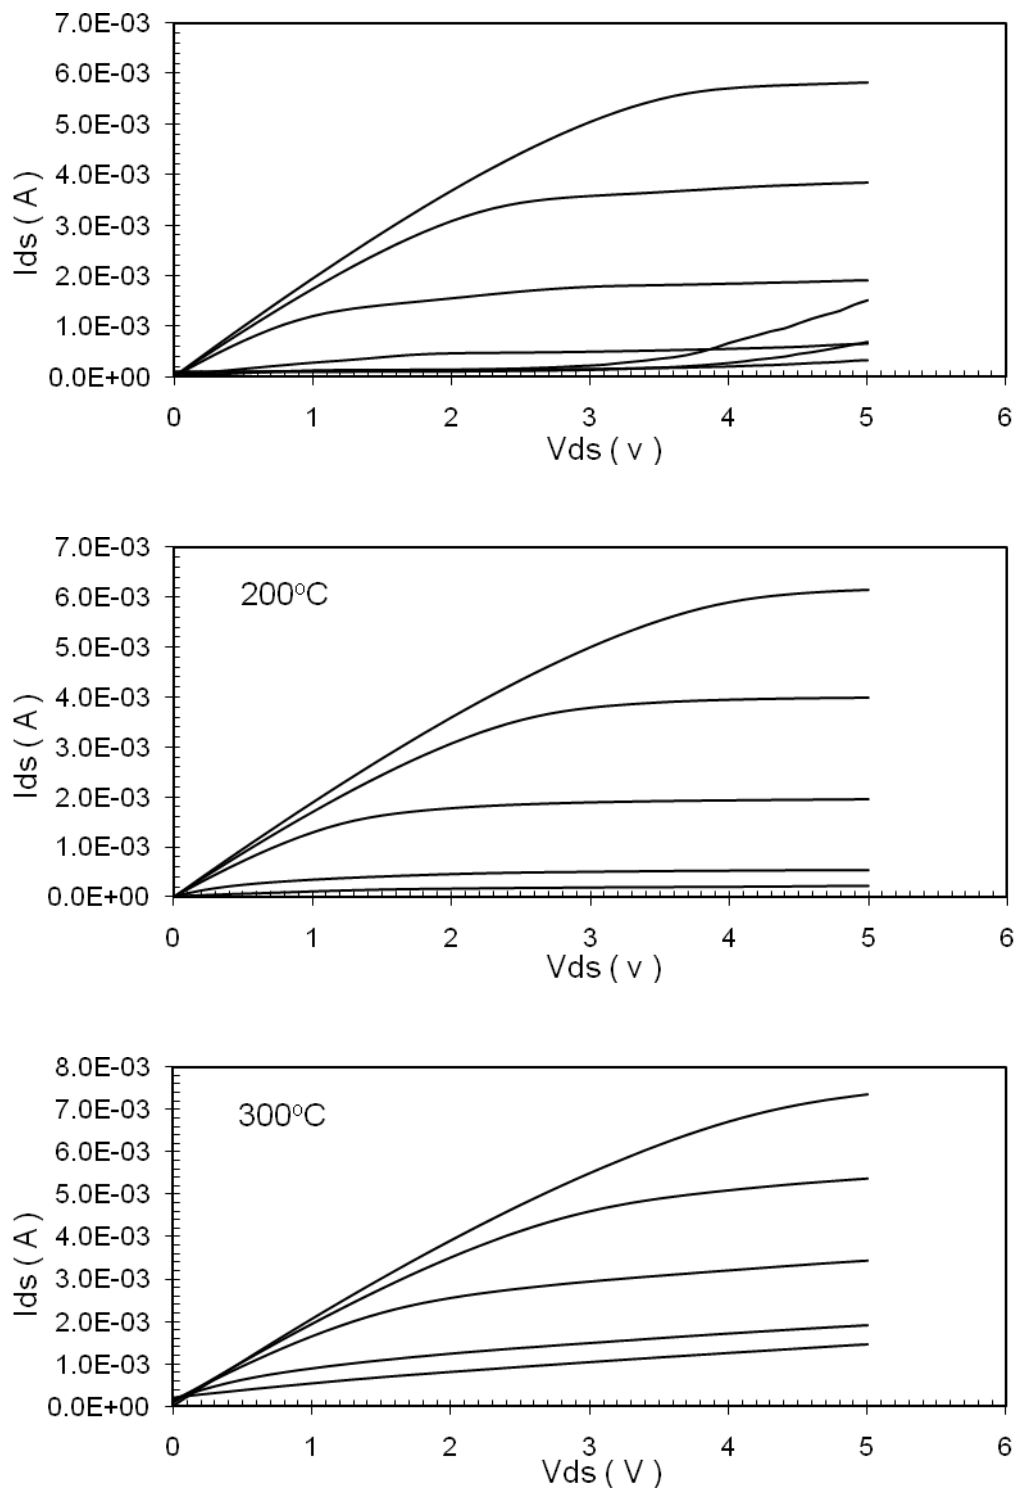 7.0E-03
6.0E-03
5.0E-03
4.0E-03
3.0E-03
2.0E-03
1.0E-03
0.0E+00
Ids ( A )
0 1 2 3 4 5 6
Vds ( v )
7.0E-03
6.0E-03
5.0E-03
4.0E-03
3.0E-03
2.0E-03
1.0E-03
0.0E+00
Ids ( A )
200°C
0 1 2 3 4 5 6
Vds ( v )
8.0E-03
7.0E-03
6.0E-03
5.0E-03
4.0E-03
3.0E-03
2.0E-03
1.0E-03
0.0E+00
Ids ( A )
300°C
0 1 2 3 4 5 6
Vds ( V )